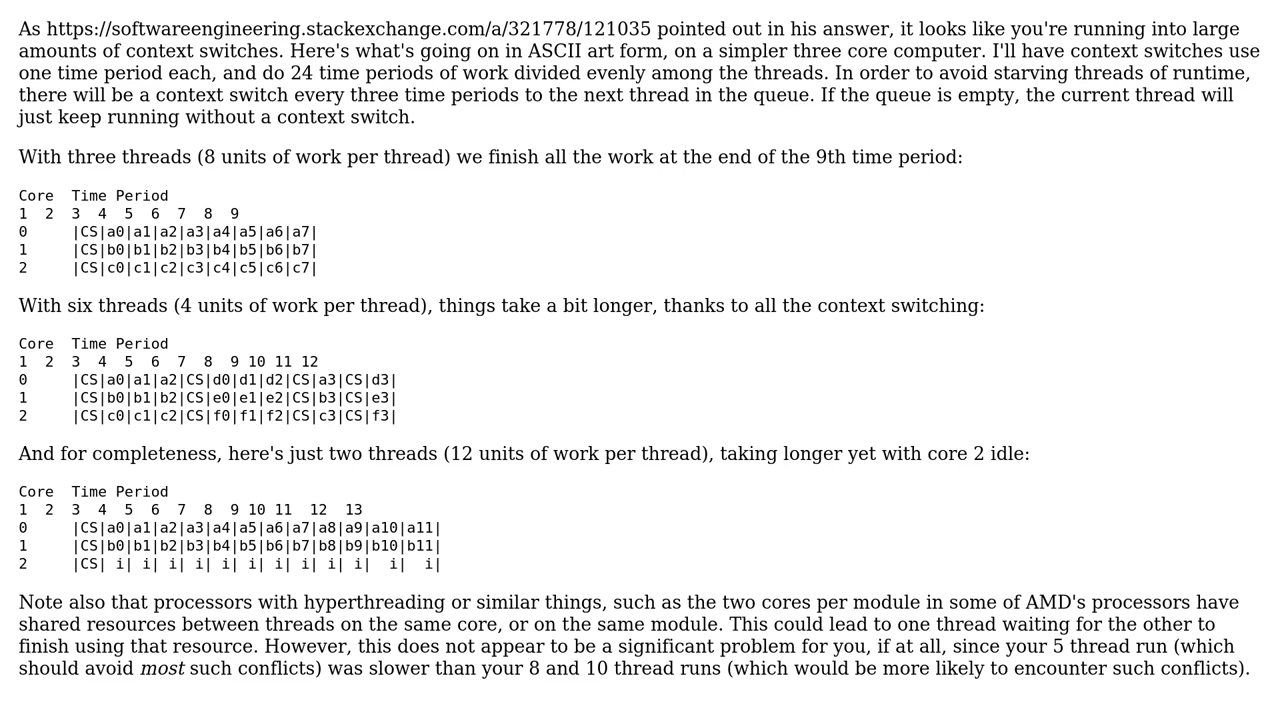 As https://softwareengineering.stackexchange.com/a/321778/121035 pointed out in his answer, it looks like you're running into large
amounts of context switches. Here's what's going on in ASCII art form, on a simpler three core computer. I'll have context switches use
one time period each, and do 24 time periods of work divided evenly among the threads. In order to avoid starving threads of runtime,
there will be a context switch every three time periods to the next thread in the queue. If the queue is empty, the current thread will
just keep running without a context switch.
With three threads (8 units of work per thread) we finish all the work at the end of the 9th time period:
Core  Time Period
1  2  3  4  5  6  7  8  9
0     |CS|a0|a1|a2|a3|a4|a5|a6|a7|
1     |CS|b0|b1|b2|b3|b4|b5|b6|b7|
2     |CS|c0|c1|c2|c3|c4|c5|c6|c7|
With six threads (4 units of work per thread), things take a bit longer, thanks to all the context switching:
Core  Time Period
1  2  3  4  5  6  7  8  9 10 11 12
0     |CS|a0|a1|a2|CS|d0|d1|d2|CS|a3|CS|d3|
1     |CS|b0|b1|b2|CS|e0|e1|e2|CS|b3|CS|e3|
2     |CS|c0|c1|c2|CS|f0|f1|f2|CS|c3|CS|f3|
And for completeness, here's just two threads (12 units of work per thread), taking longer yet with core 2 idle:
Core  Time Period
1  2  3  4  5  6  7  8  9 10 11  12  13
0     |CS|a0|a1|a2|a3|a4|a5|a6|a7|a8|a9|a10|a11|
1     |CS|b0|b1|b2|b3|b4|b5|b6|b7|b8|b9|b10|b11|
2     |CS| i| i| i| i| i| i| i| i| i| i|  i|  i|
Note also that processors with hyperthreading or similar things, such as the two cores per module in some of AMD's processors have
shared resources between threads on the same core, or on the same module. This could lead to one thread waiting for the other to
finish using that resource. However, this does not appear to be a significant problem for you, if at all, since your 5 thread run (which
should avoid most such conflicts) was slower than your 8 and 10 thread runs (which would be more likely to encounter such conflicts).